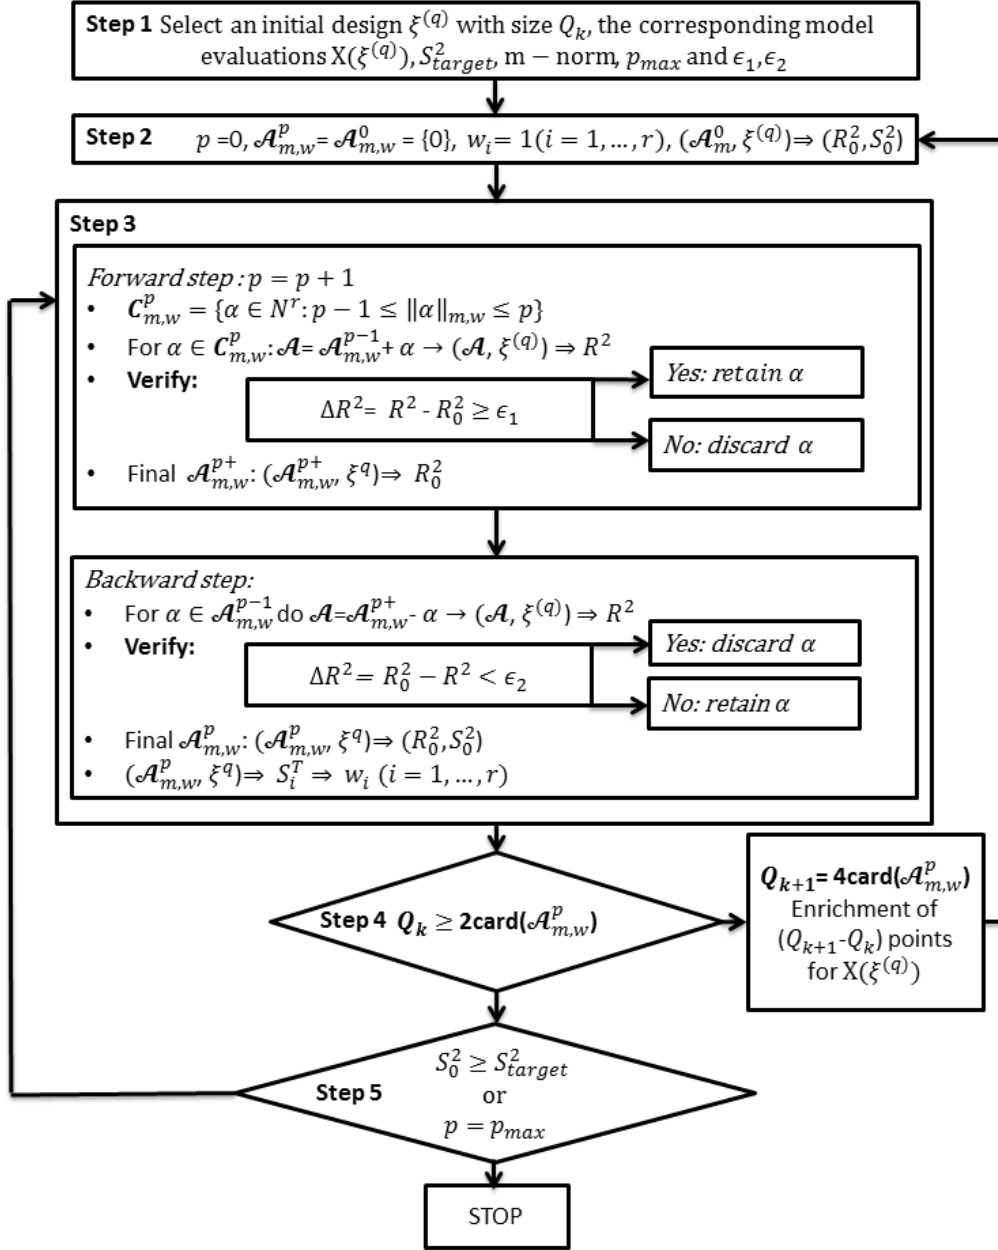 Step 1 Select an initial design ξ^(q) with size Q_k, the corresponding model
evaluations X(ξ^(q)), S²_target, m − norm, p_max and ϵ₁,ϵ₂
Step 2 p =0, 𝓐^p_{m,w}= 𝓐^0_{m,w} = {0}, w_i= 1(i = 1, …, r), (𝓐^0_m, ξ^(q))⇒ (R²_0,S²_0)
Step 3
Forward step: p = p + 1
• C^p_{m,w} = {α ∈ N^r: p − 1 ≤ ‖α‖_{m,w} ≤ p}
• For α ∈ C^p_{m,w}: 𝓐= 𝓐^{p−1}_{m,w}+ α → (𝓐, ξ^(q)) ⇒ R²
• Verify:
ΔR²= R² - R²_0 ≥ ϵ₁
Yes: retain α
No: discard α
• Final 𝓐^{p+}_{m,w}: (𝓐^{p+}_{m,w}, ξ^q)⇒ R²_0
Backward step:
• For α ∈ 𝓐^{p−1}_{m,w} do 𝓐=𝓐^{p+}_{m,w}- α → (𝓐, ξ^(q)) ⇒ R²
• Verify:
ΔR² = R²_0 − R² < ϵ₂
Yes: discard α
No: retain α
• Final 𝓐^p_{m,w}: (𝓐^p_{m,w}, ξ^q)⇒ (R²_0,S²_0)
• (𝓐^p_{m,w}, ξ^q)⇒ S^T_i ⇒ w_i (i = 1, …, r)
Step 4 Q_k ≥ 2card(𝓐^p_{m,w})
Q_{k+1}= 4card(𝓐^p_{m,w})
Enrichment of
(Q_{k+1}-Q_k) points
for X(ξ^(q))
Step 5
S²_0 ≥ S²_target
or
p = p_max
STOP